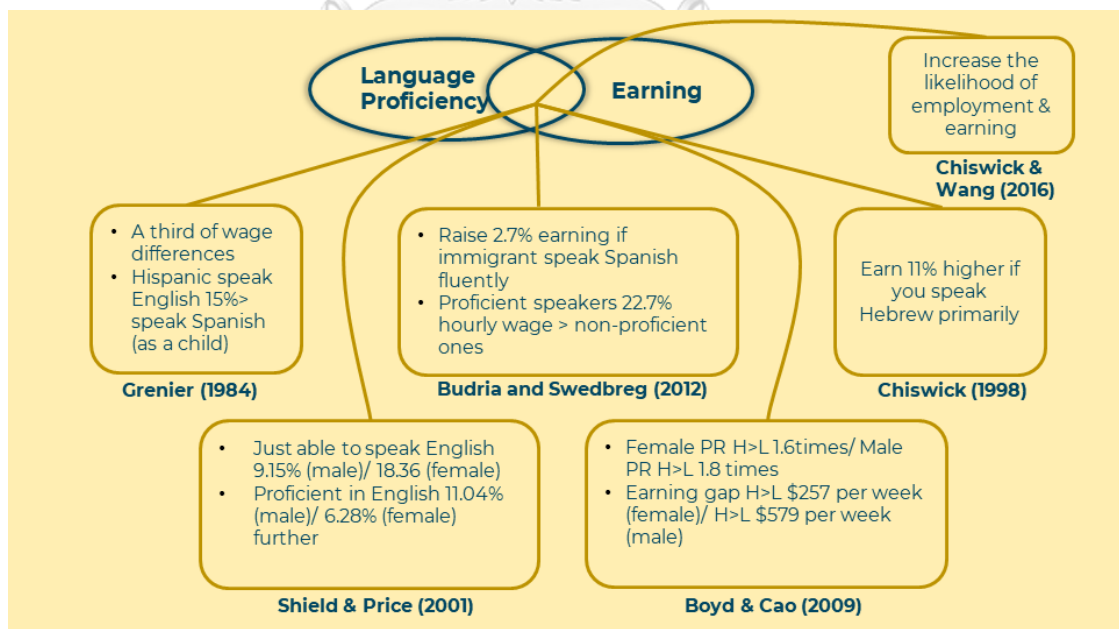 Language
Proficiency
Earning
Increase the
likelihood of
employment &
earning
Chiswick &
Wang (2016)
• A third of wage
differences
• Hispanic speak
English 15%>
speak Spanish
(as a child)
Grenier (1984)
• Raise 2.7% earning if
immigrant speak Spanish
fluently
• Proficient speakers 22.7%
hourly wage > non-proficient
ones
Budria and Swedbreg (2012)
Earn 11% higher if
you speak
Hebrew primarily
Chiswick (1998)
• Just able to speak English
9.15% (male)/ 18.36 (female)
• Proficient in English 11.04%
(male)/ 6.28% (female)
further
Shield & Price (2001)
• Female PR H>L 1.6times/ Male
PR H>L 1.8 times
• Earning gap H>L $257 per week
(female)/ H>L $579 per week
(male)
Boyd & Cao (2009)